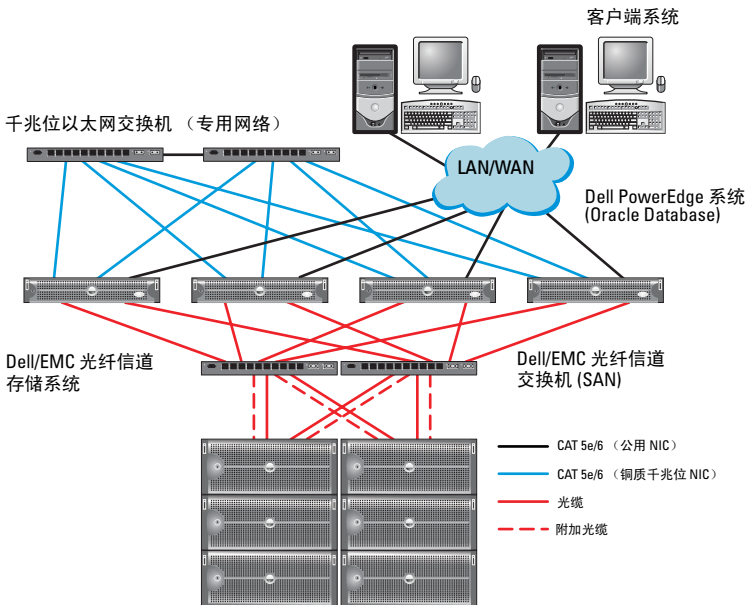 客户端系统
千兆位以太网交换机 （专用网络）
LAN/WAN
Dell PowerEdge 系统
(Oracle Database)
Dell/EMC 光纤信道
存储系统
Dell/EMC 光纤信道
交换机 (SAN)
CAT 5e/6 （公用 NIC）
CAT 5e/6 （铜质千兆位 NIC）
光缆
附加光缆